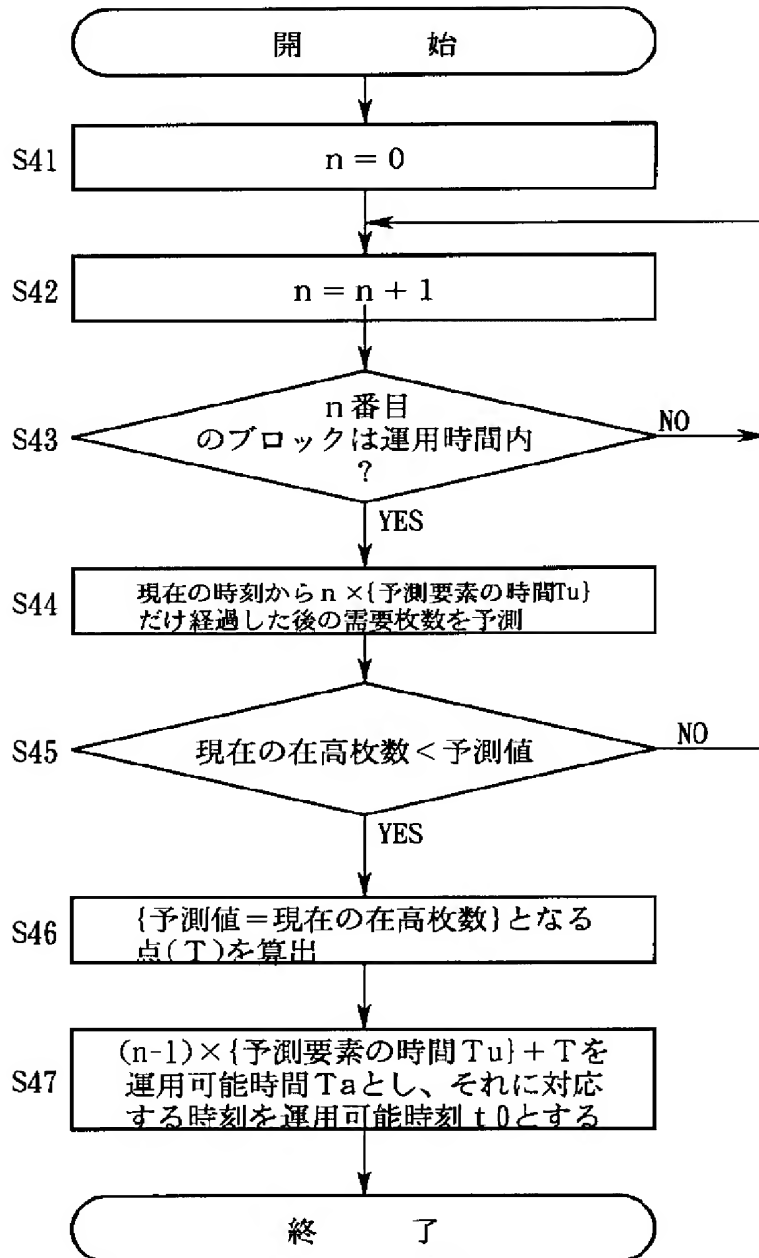 開 始
S41
n = 0
S42
n = n + 1
S43
n番目
のブロックは運用時間内
?
NO
YES
S44
現在の時刻からn×{予測要素の時間Tu}
だけ経過した後の需要枚数を予測
S45
現在の在高枚数<予測値
NO
YES
S46
{予測値=現在の在高枚数}となる
点(T)を算出
S47
(n-1)×{予測要素の時間Tu}+Tを
運用可能時間Taとし、それに対応
する時刻を運用可能時刻t0とする
終 了